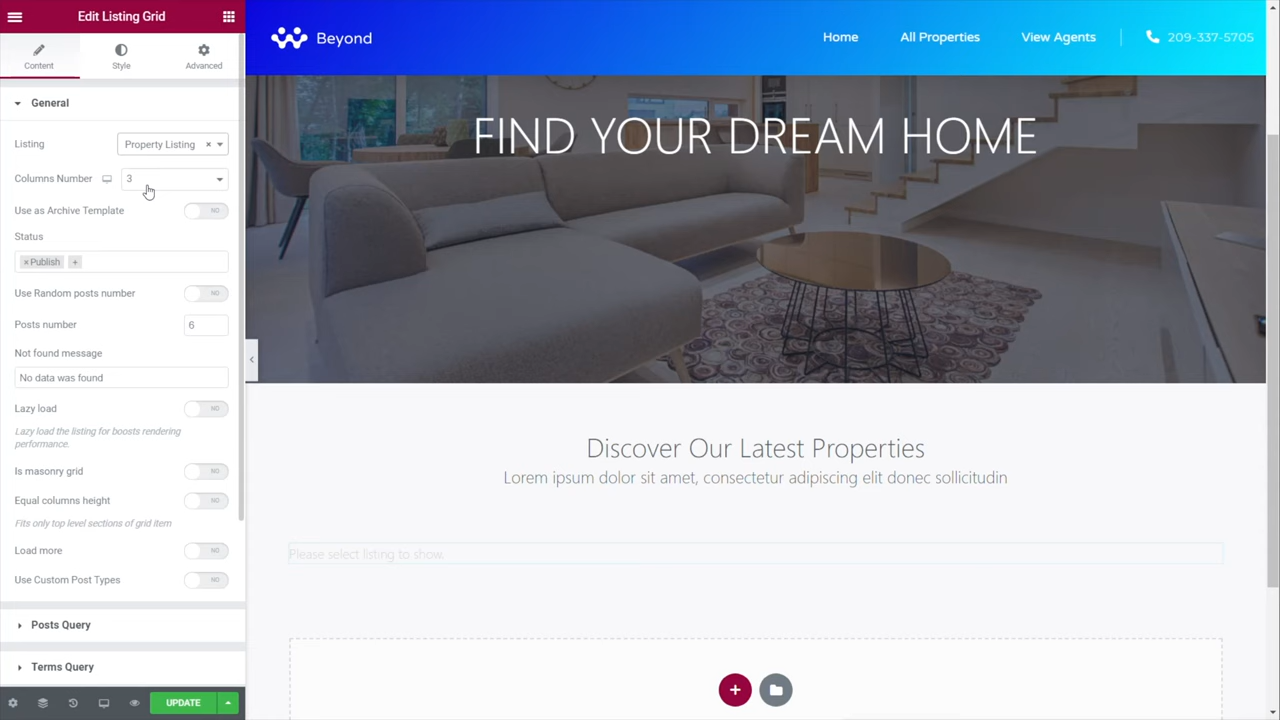 Edit Listing Grid
Content
Style
Advanced
General
Listing
Property Listing ×
Columns Number
3
Use as Archive Template
NO
Status
×Publish +
Use Random posts number
NO
Posts number
6
Not found message
No data was found
Lazy load
NO
Lazy load the listing for boosts rendering
performance.
Is masonry grid
NO
Equal columns height
NO
Fits only top level sections of grid item
Load more
NO
Use Custom Post Types
NO
Posts Query
Terms Query
UPDATE
Beyond
Home
All Properties
View Agents
209-337-5705
FIND YOUR DREAM HOME
Discover Our Latest Properties
Lorem ipsum dolor sit amet, consectetur adipiscing elit donec sollicitudin
Please select listing to show.